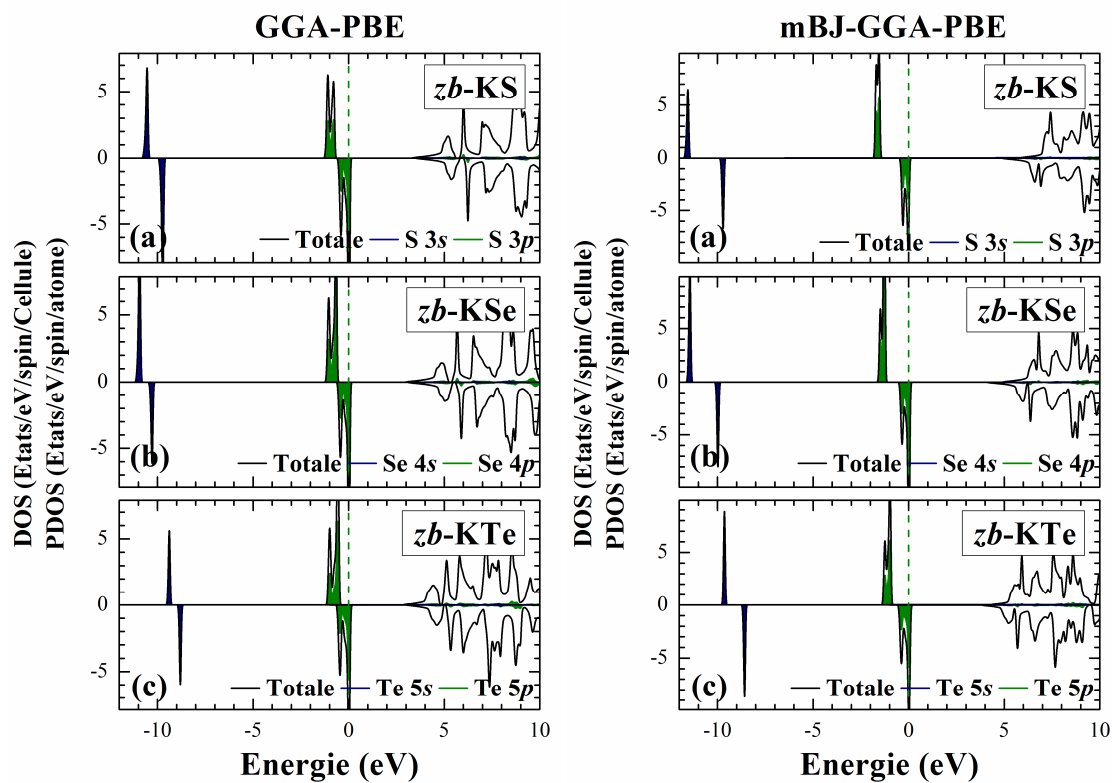 GGA-PBE
DOS (Etats/eV/spin/Cellule)
PDOS (Etats/eV/spin/atome)
5
0
-5
zb-KS
(a)
Totale S 3s S 3p
5
0
-5
zb-KSe
(b)
Totale Se 4s Se 4p
5
0
-5
zb-KTe
(c)
Totale Te 5s Te 5p
-10 -5 0 5 10
Energie (eV)
mBJ-GGA-PBE
DOS (Etats/eV/spin/Cellule)
PDOS (Etats/eV/spin/atome)
5
0
-5
zb-KS
(a)
Totale S 3s S 3p
5
0
-5
zb-KSe
(b)
Totale Se 4s Se 4p
5
0
-5
zb-KTe
(c)
Totale Te 5s Te 5p
-10 -5 0 5 10
Energie (eV)